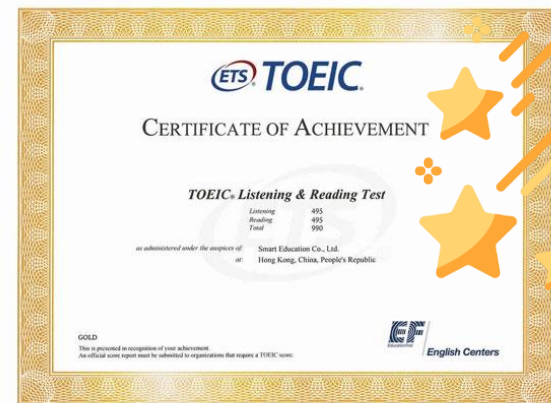 ETS TOEIC
CERTIFICATE OF ACHIEVEMENT
TOEIC® Listening & Reading Test
Listening 495
Reading 495
Total 990
as administered under the auspices of: Smart Education Co., Ltd.
at: Hong Kong, China, People's Republic
GOLD
This is presented in recognition of your achievement.
An official score report must be submitted to organizations that require a TOEIC score.
EF
Education First
English Centers